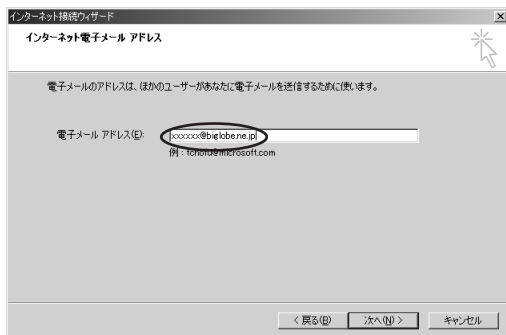 インターネット接続ウィザード
インターネット電子メール アドレス
電子メールのアドレスは、ほかのユーザーがあなたに電子メールを送信するために使います。
電子メール アドレス(E): xxxxxx@biglobe.ne.jp
例 : tchofu@microsoft.com
< 戻る(B) 次へ(N) > キャンセル